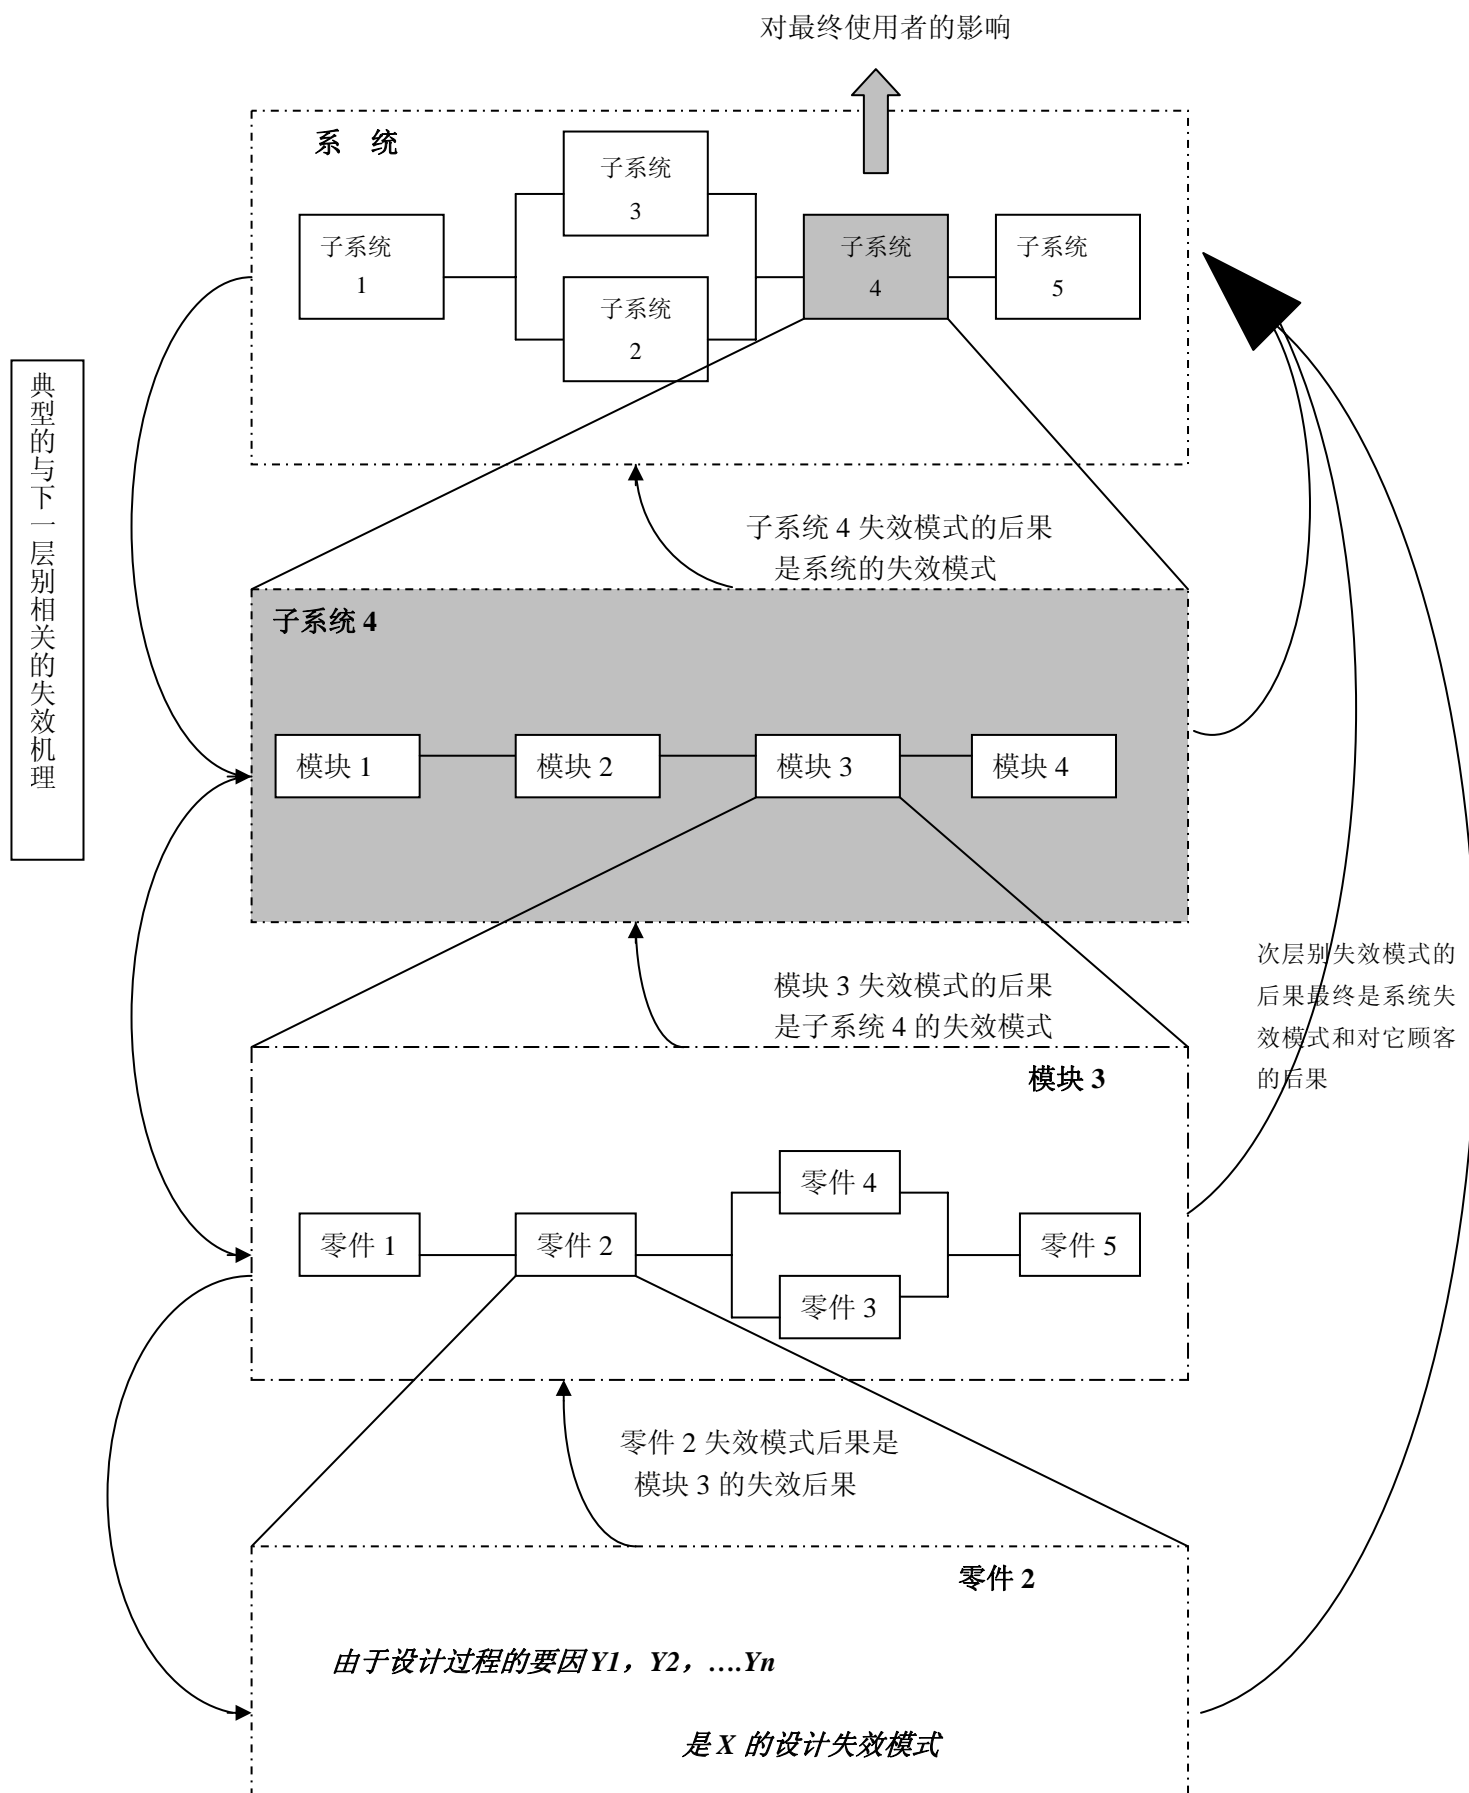 对最终使用者的影响
系 统
子系统
3
子系统
1
子系统
2
子系统
4
子系统
5
典型的与下一层别相关的失效机理
子系统 4 失效模式的后果
是系统的失效模式
子系统 4
模块 1
模块 2
模块 3
模块 4
次层别失效模式的
后果最终是系统失
效模式和对它顾客
的后果
模块 3 失效模式的后果
是子系统 4 的失效模式
模块 3
零件 4
零件 1
零件 2
零件 5
零件 3
零件 2 失效模式后果是
模块 3 的失效后果
零件 2
由于设计过程的要因 Y1，Y2，….Yn
是 X 的设计失效模式